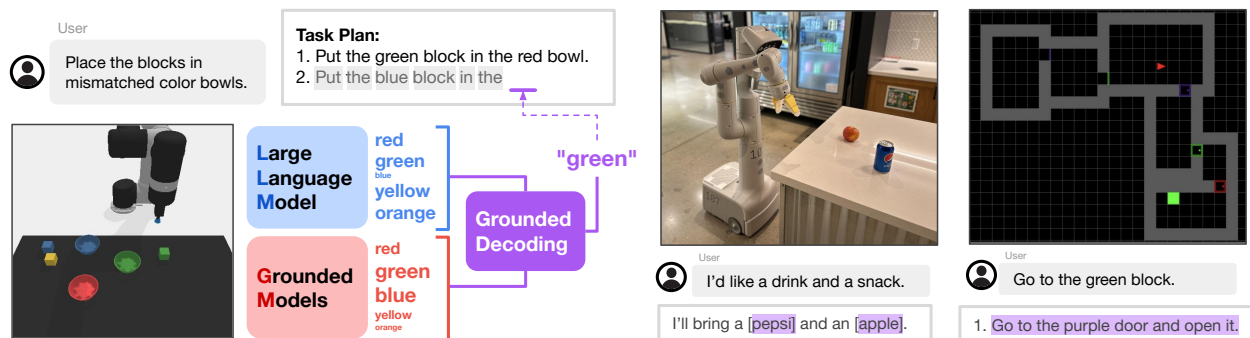 User
Place the blocks in
mismatched color bowls.
Task Plan:
1. Put the green block in the red bowl.
2. Put the blue block in the
Large
Language
Model
red
green
blue
yellow
orange
Grounded
Models
red
green
blue
yellow
orange
Grounded
Decoding
"green"
pepsi
User
I'd like a drink and a snack.
I'll bring a [pepsi] and an [apple].
User
Go to the green block.
1. Go to the purple door and open it.